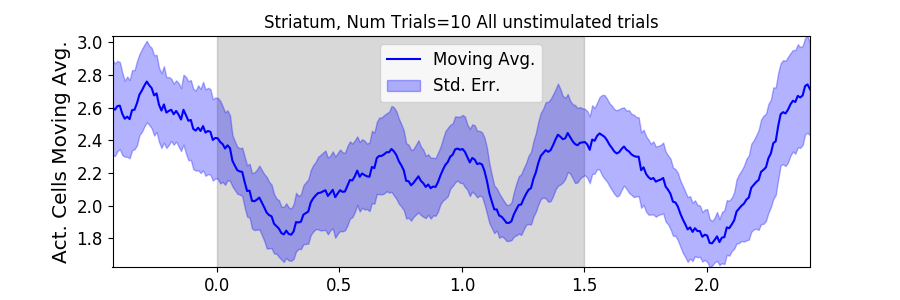 Striatum, Num Trials=10 All unstimulated trials
Act. Cells Moving Avg.
3.0
2.8
2.6
2.4
2.2
2.0
1.8
Moving Avg.
Std. Err.
0.0 0.5 1.0 1.5 2.0